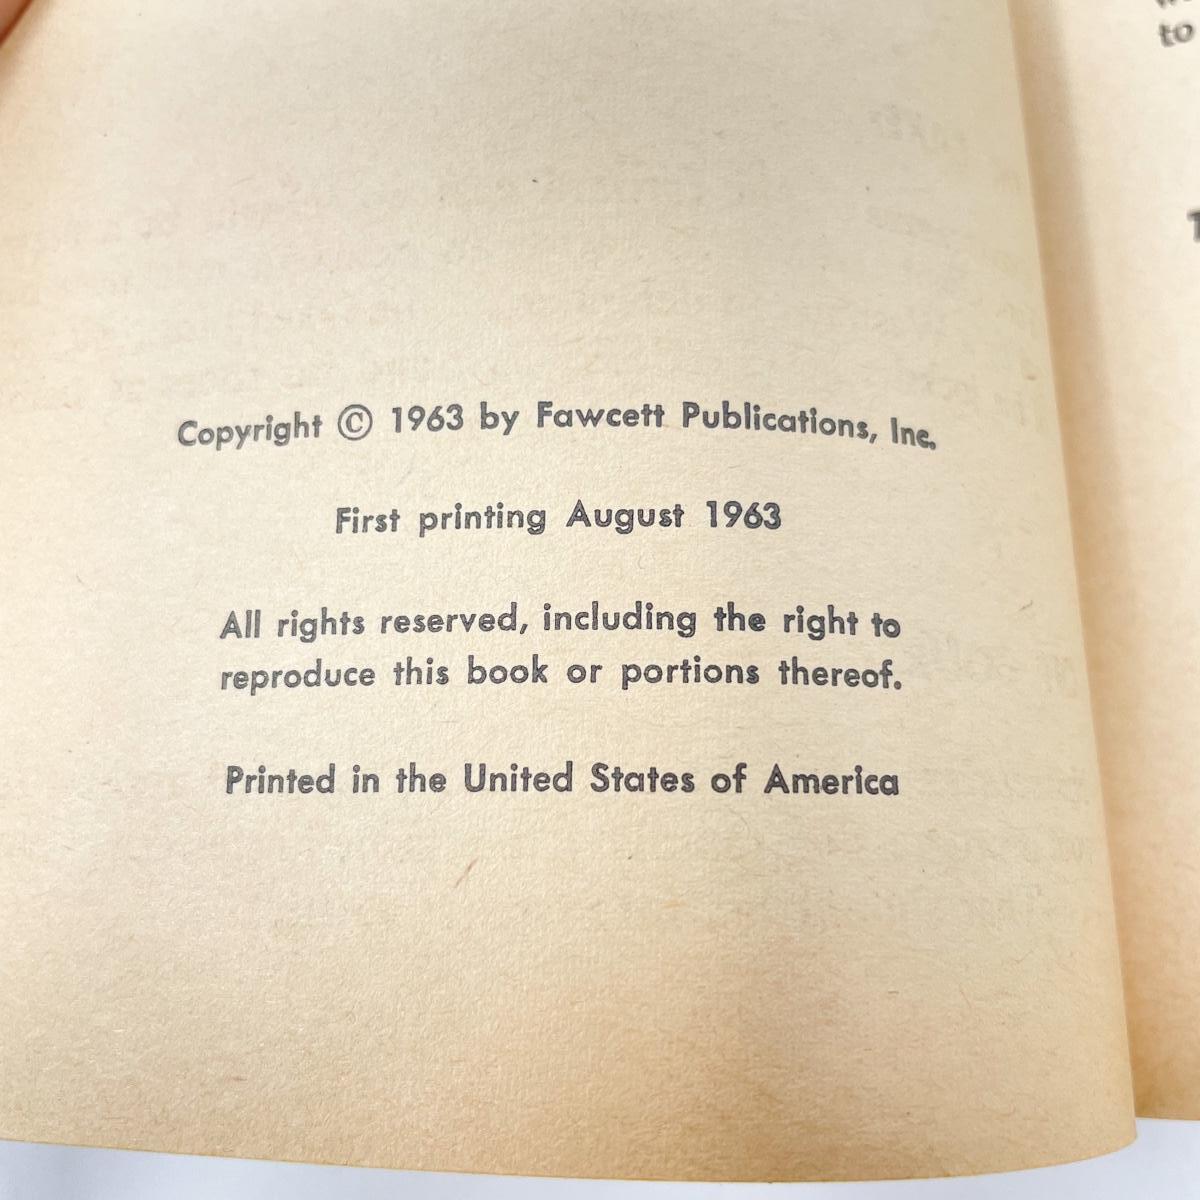 Copyright © 1963 by Fawcett Publications, Inc.
First printing August 1963
All rights reserved, including the right to
reproduce this book or portions thereof.
Printed in the United States of America
to